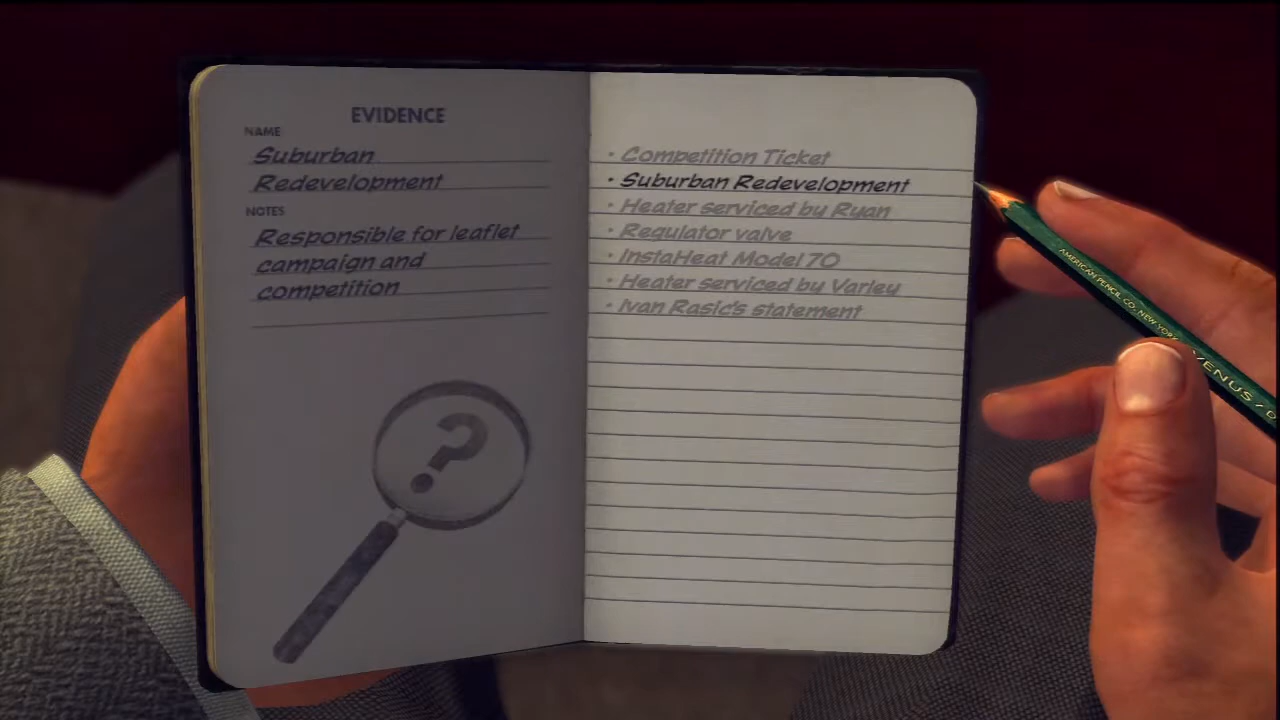 EVIDENCE
NAME
Suburban
Redevelopment
NOTES
Responsible for leaflet
campaign and
competition
· Competition Ticket
· Suburban Redevelopment
· Heater serviced by Ryan
· Regulator valve
· InstaHeat Model 70
· Heater serviced by Varley
· Ivan Rasic's statement
AMERICAN PENCIL CO. NEW YORK
VENUS